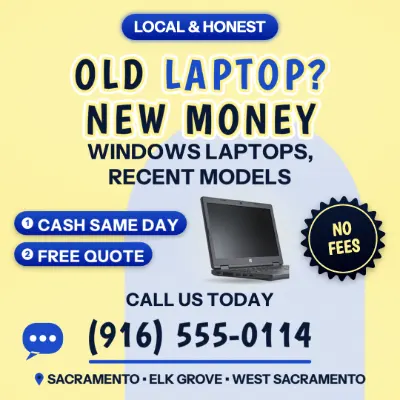 LOCAL & HONEST
OLD LAPTOP?
NEW MONEY
WINDOWS LAPTOPS,
RECENT MODELS
1 CASH SAME DAY
2 FREE QUOTE
NO
FEES
CALL US TODAY
(916) 555-0114
SACRAMENTO • ELK GROVE • WEST SACRAMENTO